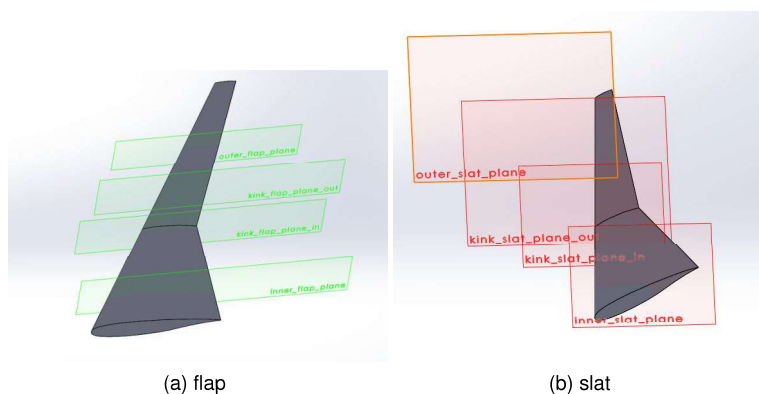 outer_flap_plane
kink_flap_plane_out
kink_flap_plane_in
inner_flap_plane
outer_slat_plane
kink_slat_plane_out
kink_slat_plane_in
inner_slat_plane
(a) flap
(b) slat